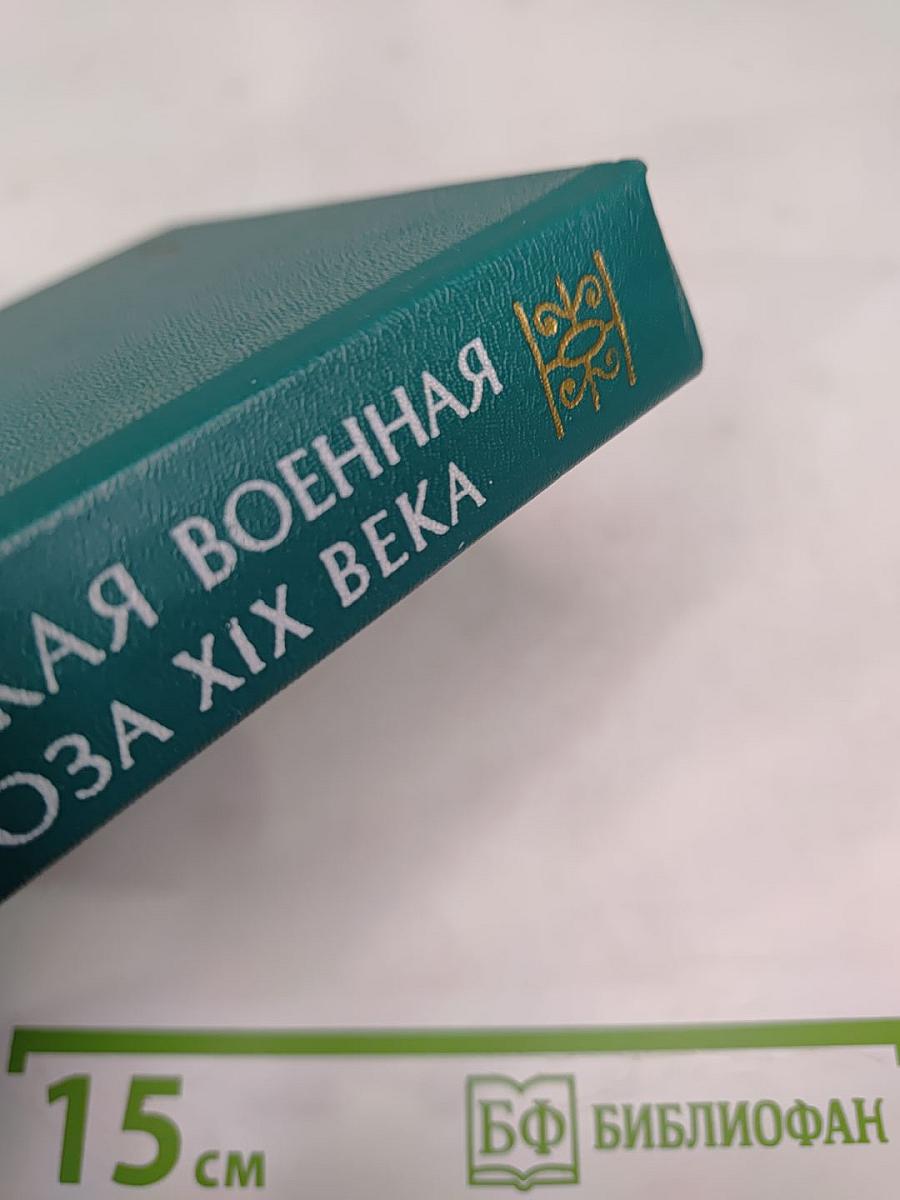 КАЯ ВОЕННАЯ
ОЗА XIX ВЕКА
15 см
БФ БИБЛИОФАН